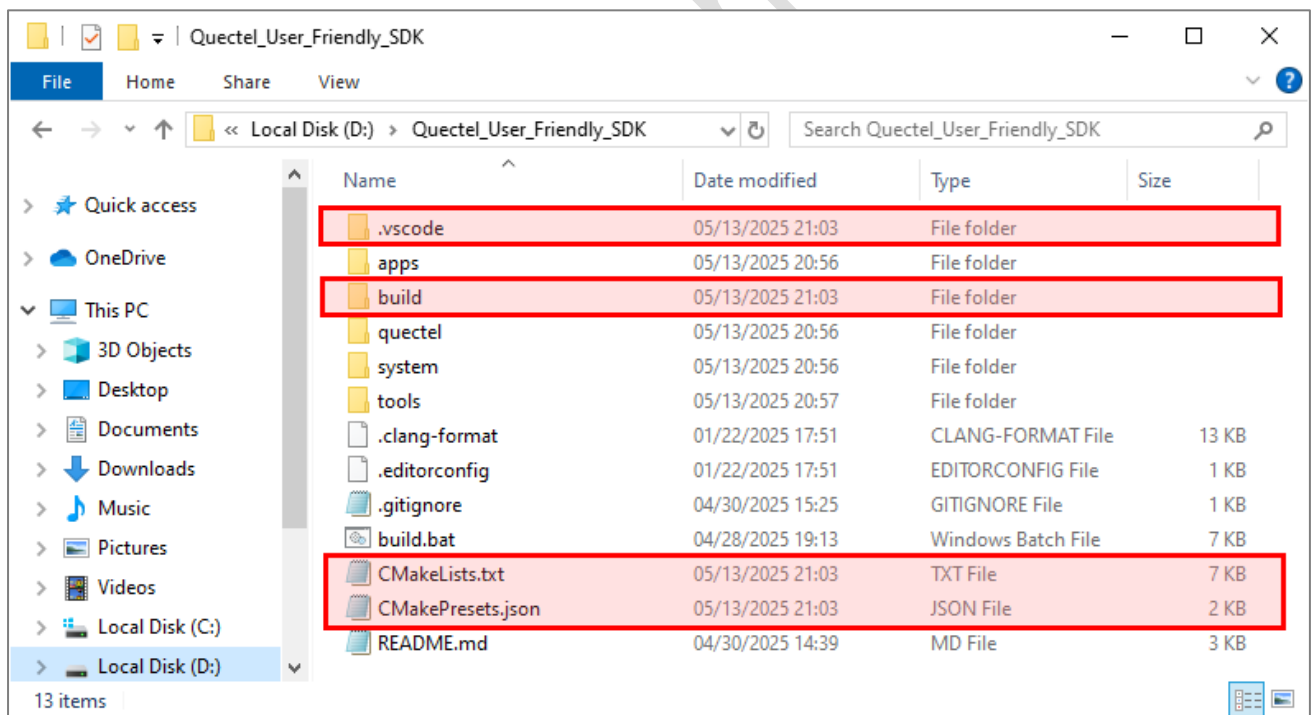 Quectel_User_Friendly_SDK
File Home Share View
« Local Disk (D:) > Quectel_User_Friendly_SDK Search Quectel_User_Friendly_SDK
Name Date modified Type Size
Quick access
OneDrive
This PC
3D Objects
Desktop
Documents
Downloads
Music
Pictures
Videos
Local Disk (C:)
Local Disk (D:)
.vscode 05/13/2025 21:03 File folder
apps 05/13/2025 20:56 File folder
build 05/13/2025 21:03 File folder
quectel 05/13/2025 20:56 File folder
system 05/13/2025 20:56 File folder
tools 05/13/2025 20:57 File folder
.clang-format 01/22/2025 17:51 CLANG-FORMAT File 13 KB
.editorconfig 01/22/2025 17:51 EDITORCONFIG File 1 KB
.gitignore 04/30/2025 15:25 GITIGNORE File 1 KB
build.bat 04/28/2025 19:13 Windows Batch File 7 KB
CMakeLists.txt 05/13/2025 21:03 TXT File 7 KB
CMakePresets.json 05/13/2025 21:03 JSON File 2 KB
README.md 04/30/2025 14:39 MD File 3 KB
13 items